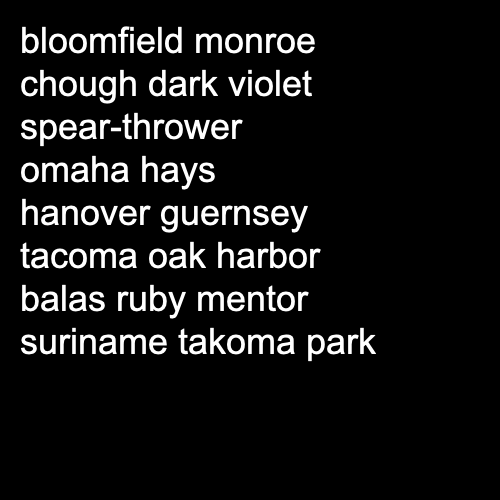 bloomfield monroe
chough dark violet
spear-thrower
omaha hays
hanover guernsey
tacoma oak harbor
balas ruby mentor
suriname takoma park